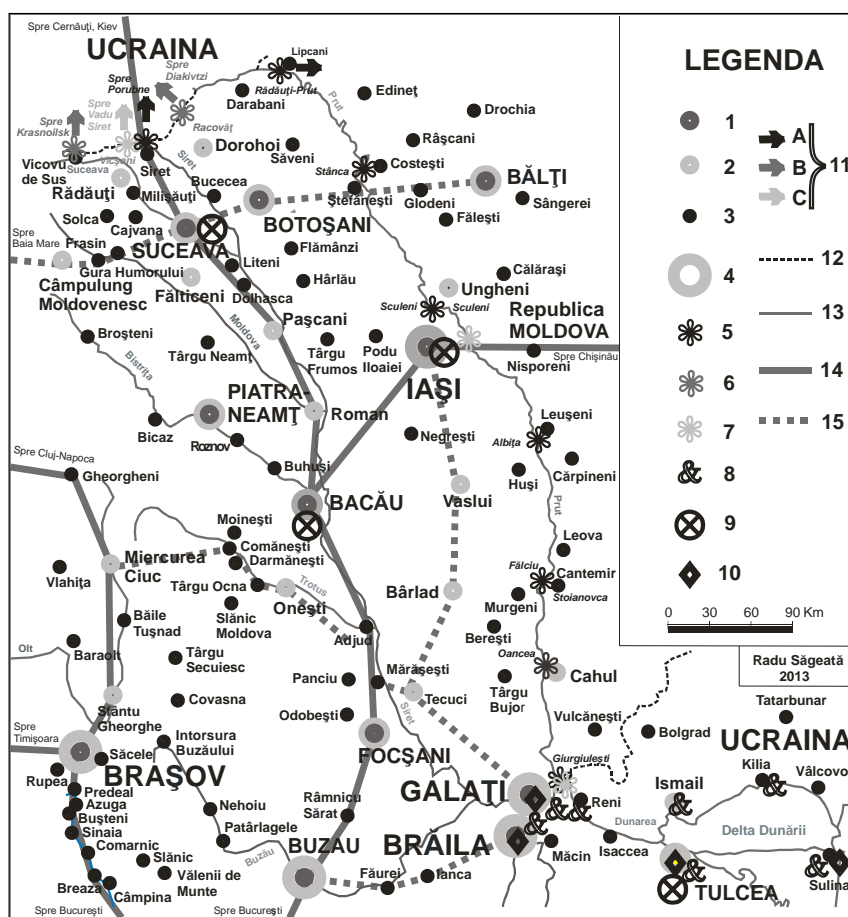 Spre Cernăuţi, Kiev
UCRAINA
Spre
Diakivtzi
Spre
Porubne
Spre
Vadu
Siret
Spre
Krasnoilsk
Lipcani
Rădăuţi-Prut
Darabani
Edineţ
Drochia
Prut
Racovăţ
Dorohoi
Săveni
Râşcani
Costeşti
Stânca
Vicovu
de Sus
Suceava
Vicşani
Siret
Siret
Rădăuţi
Milişăuţi
Bucecea
Ştefăneşti
Glodeni
BĂLŢI
Sângerei
Făleşti
Solca
Cajvana
BOTOŞANI
SUCEAVA
Flămânzi
Spre
Baia Mare
Frasin
Gura Humorului
Liteni
Câmpulung
Moldovenesc
Fălticeni
Dolhasca
Hârlău
Călăraşi
Ungheni
Sculeni
Sculeni
Republica
MOLDOVA
Broşteni
Moldova
Paşcani
Târgu Neamţ
Târgu
Frumos
Podu
Iloaiei
Nisporeni
Spre Chişinău
Bistriţa
IAŞI
PIATRA-
NEAMŢ
Roman
Bicaz
Roznov
Buhuşi
Negreşti
Leuşeni
Albiţa
Cărpineni
Huşi
Prut
Spre Cluj-Napoca
Gheorgheni
BACĂU
Vaslui
Moineşti
Comăneşti
Darmăneşti
Leova
Miercurea
Ciuc
Vlahiţa
Târgu Ocna
Trotus
Oneşti
Slănic
Moldova
Bârlad
Fălciu
Cantemir
Stoianovca
Murgeni
Băile
Tuşnad
Adjud
Bereşti
Olt
Baraolt
Târgu
Secuiesc
Oancea
Cahul
Panciu
Mărăşeşti
Tecuci
Târgu
Bujor
Covasna
Sfântu
Gheorghe
Odobeşti
Siret
Vulcăneşti
Bolgrad
Tatarbunar
UCRAINA
Spre
Timişoara
Intorsura
Buzăului
FOCŞANI
Giurgiuleşti
Săcele
BRAŞOV
Rupea
Predeal
Azuga
Buşteni
Sinaia
Comarnic
Breaza
Câmpina
Slănic
Vălenii de
Munte
Nehoiu
Patârlagele
Râmnicu
Sărat
GALAŢI
Reni
Ismail
Kilia
Vâlcovo
BRĂILA
Dunarea
Delta Dunării
BUZAU
Buzău
Făurei
Ianca
Măcin
Isaccea
TULCEA
Sulina
Spre Bucureşti
Spre Bucureşti
LEGENDA
1
2
3
4
5
6
7
8
9
10
A
B
C
11
12
13
14
15
0 30 60 90 Km
Radu Săgeată
2013